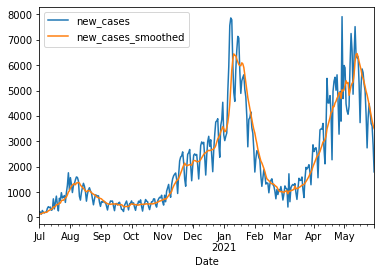 new_cases
new_cases_smoothed
8000
7000
6000
5000
4000
3000
2000
1000
0
Jul Aug Sep Oct Nov Dec Jan Feb Mar Apr May
2021
Date